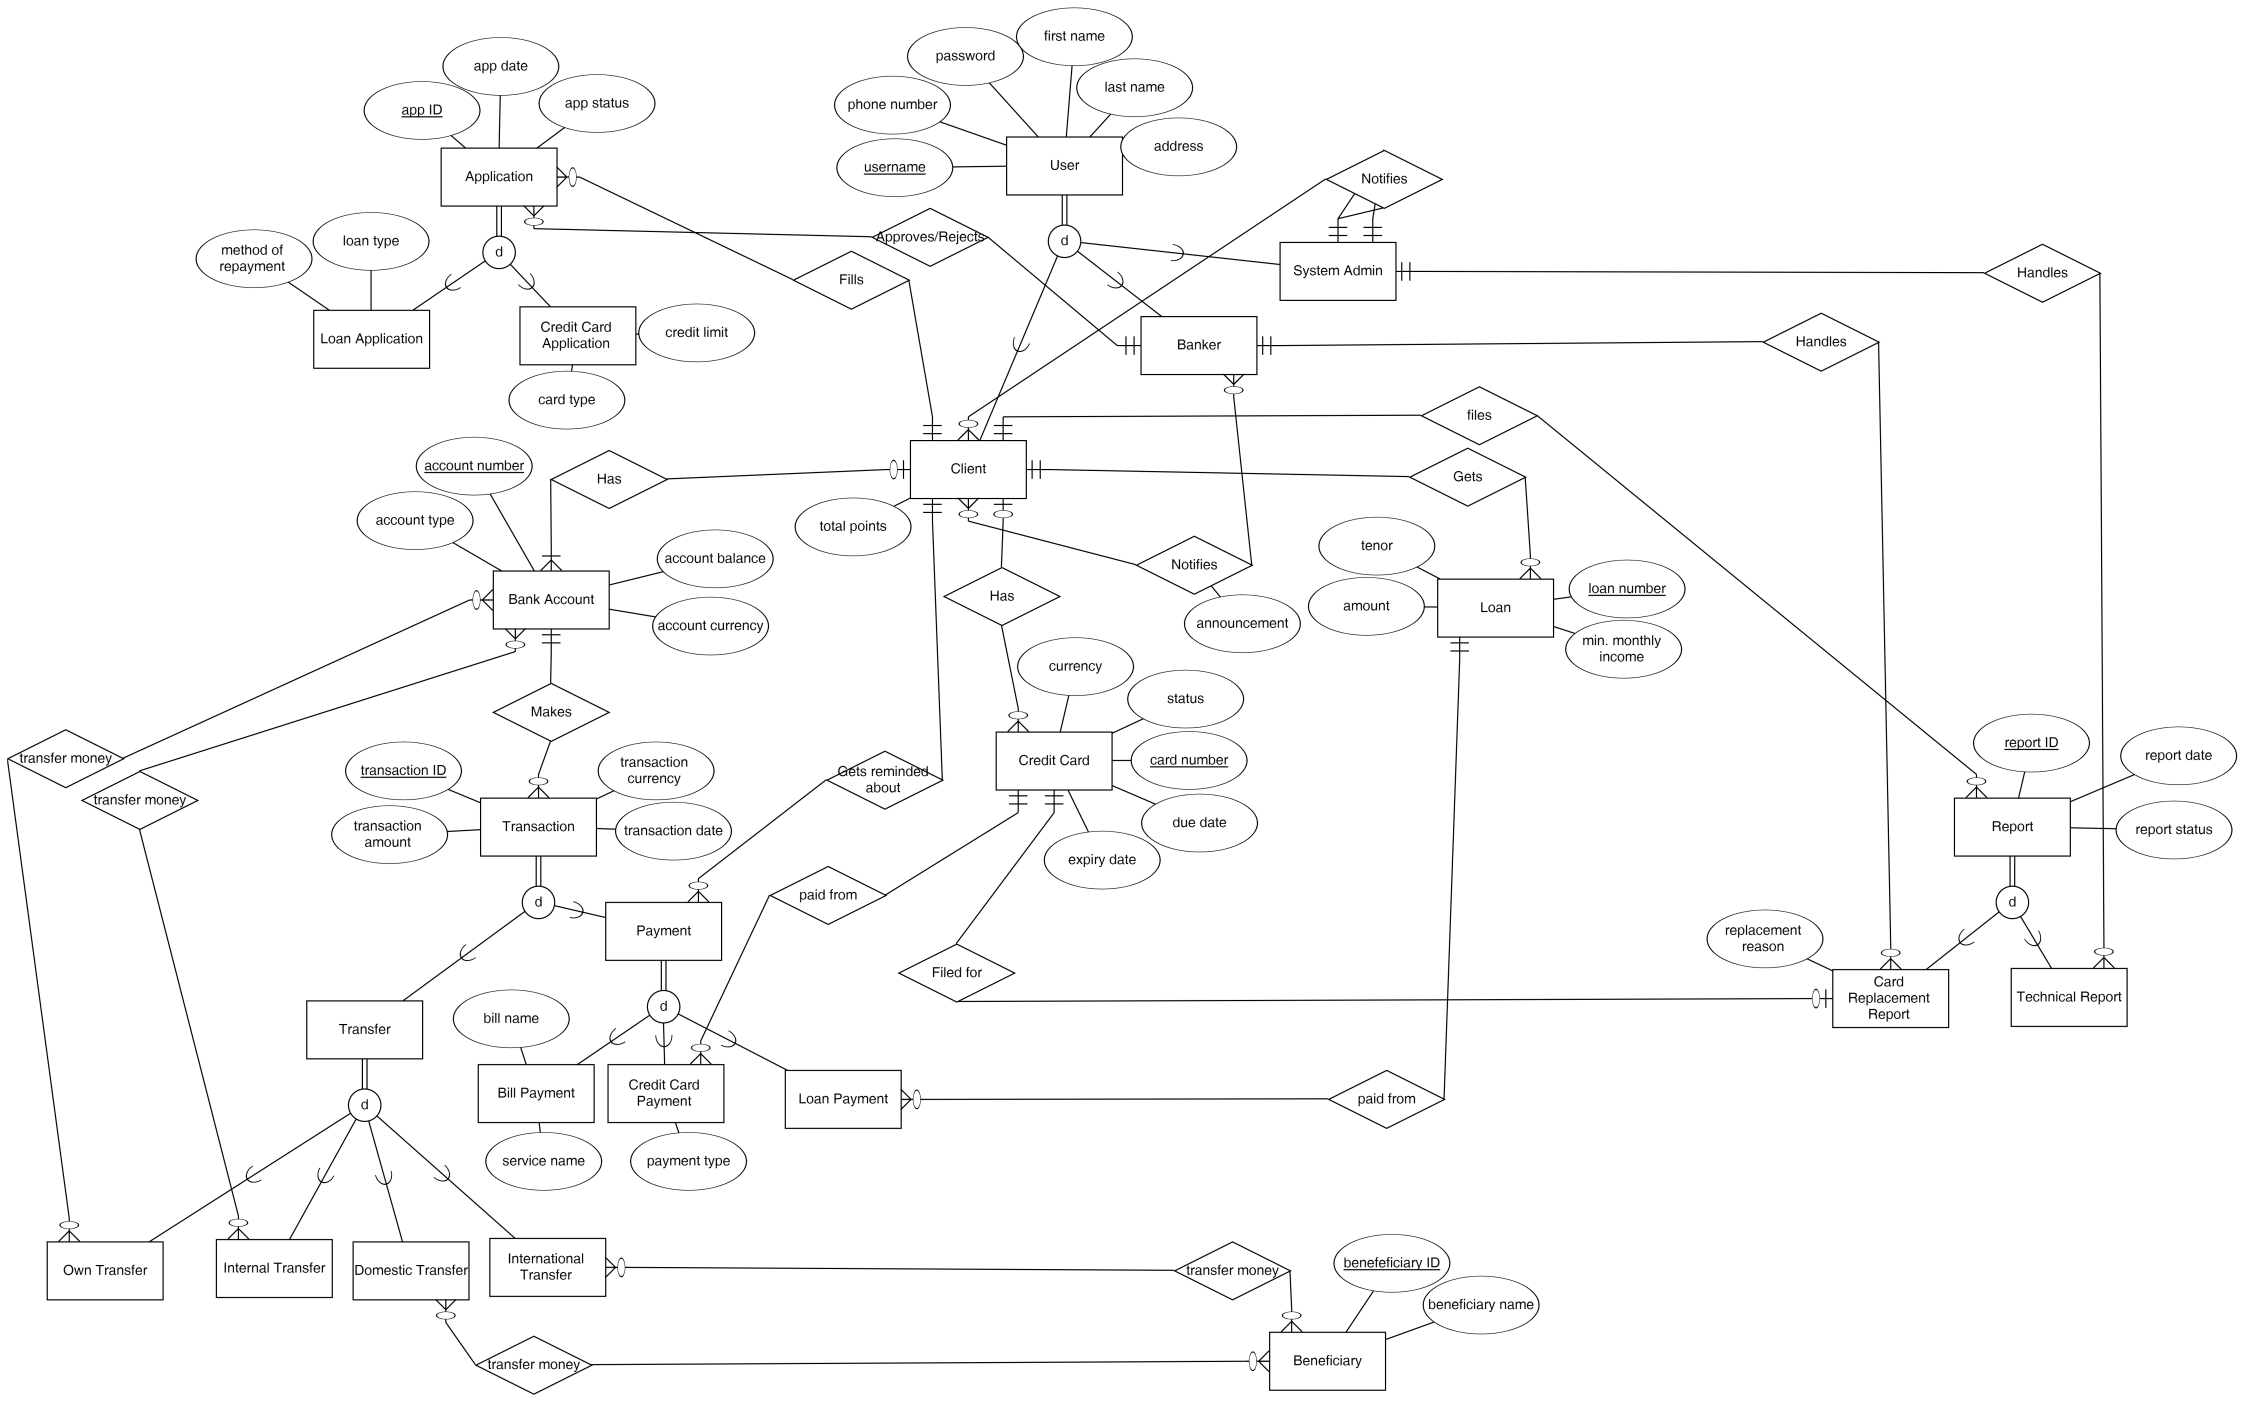 first name
app date
password
app status
last name
app ID
phone number
address
User
username
Application
Notifies
loan type
Approves/Rejects
d
method of
repayment
d
System Admin
Handles
Fills
Loan Application
Credit Card
Application
credit limit
Banker
Handles
card type
files
account number
Has
Client
Gets
account type
total points
tenor
account balance
Notifies
loan number
Bank Account
Has
amount
Loan
account currency
announcement
min. monthly
income
currency
status
Makes
report ID
transfer money
report date
transaction ID
transaction
currency
Credit Card
card number
Gets reminded
about
transfer money
due date
transaction
amount
Transaction
transaction date
Report
report status
expiry date
paid from
d
d
Payment
replacement
reason
Filed for
Card
Replacement
Report
Technical Report
bill name
d
Transfer
Bill Payment
Credit Card
Payment
Loan Payment
paid from
d
service name
payment type
Own Transfer
Internal Transfer
Domestic Transfer
International
Transfer
transfer money
benefeficiary ID
beneficiary name
transfer money
Beneficiary